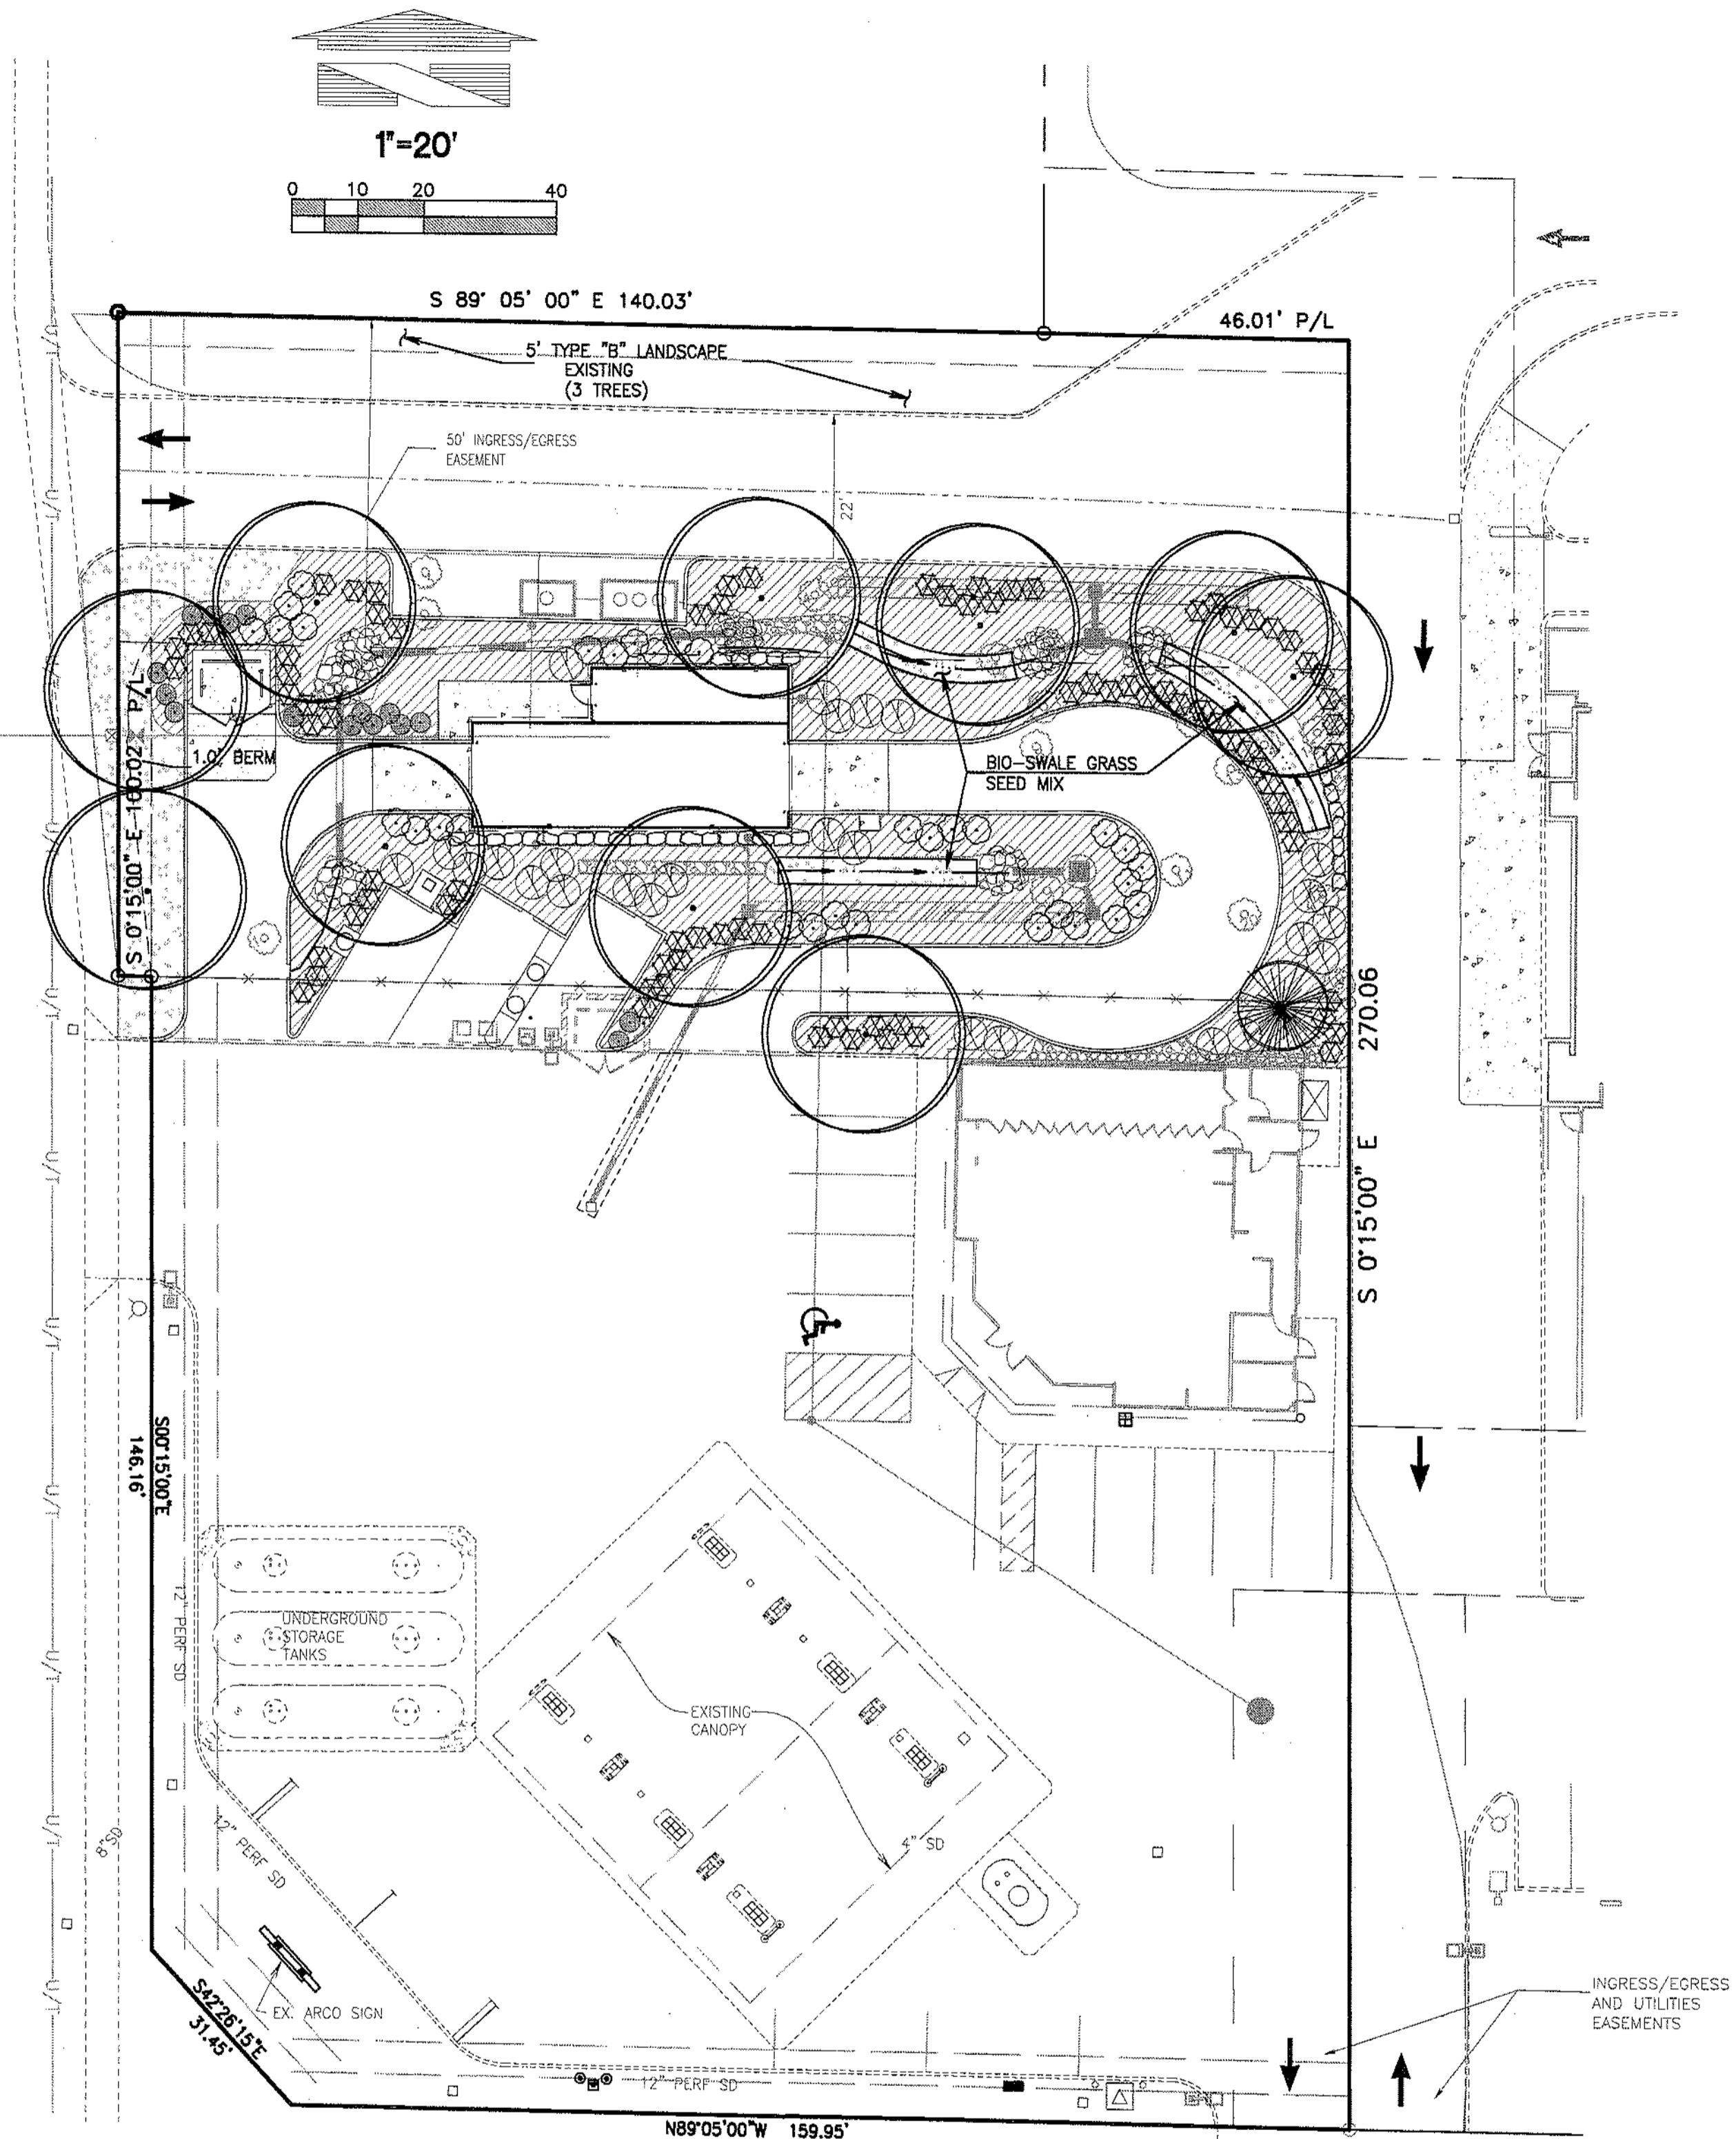 1"=20'
0 10 20 40
S 89° 05' 00" E 140.03'
46.01' P/L
5' TYPE "B" LANDSCAPE
EXISTING
(3 TREES)
50' INGRESS/EGRESS
EASEMENT
22'
U/T
U/T
U/T
U/T
U/T
U/T
U/T
U/T
U/T
U/T
U/T
S 0°15'00" E 100.02' P/L
1.0' BERM
BIO-SWALE GRASS
SEED MIX
S 0°15'00" E 270.06
S00°15'00"E
146.16'
12" PERF SD
UNDERGROUND
STORAGE
TANKS
EXISTING
CANOPY
4" SD
8"SD
12" PERF SD
EX. ARCO SIGN
S42°26'15"E
31.45'
INGRESS/EGRESS
AND UTILITIES
EASEMENTS
12" PERF SD
N89°05'00"W 159.95'